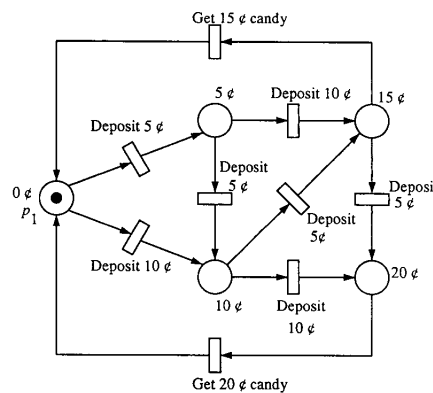 Get 15 ¢ candy
5 ¢
Deposit 10 ¢
15 ¢
Deposit 5 ¢
Deposit
5 ¢
Deposi
5 ¢
0 ¢
p1
Deposit
5¢
Deposit 10 ¢
10 ¢
Deposit
10 ¢
20 ¢
Get 20 ¢ candy